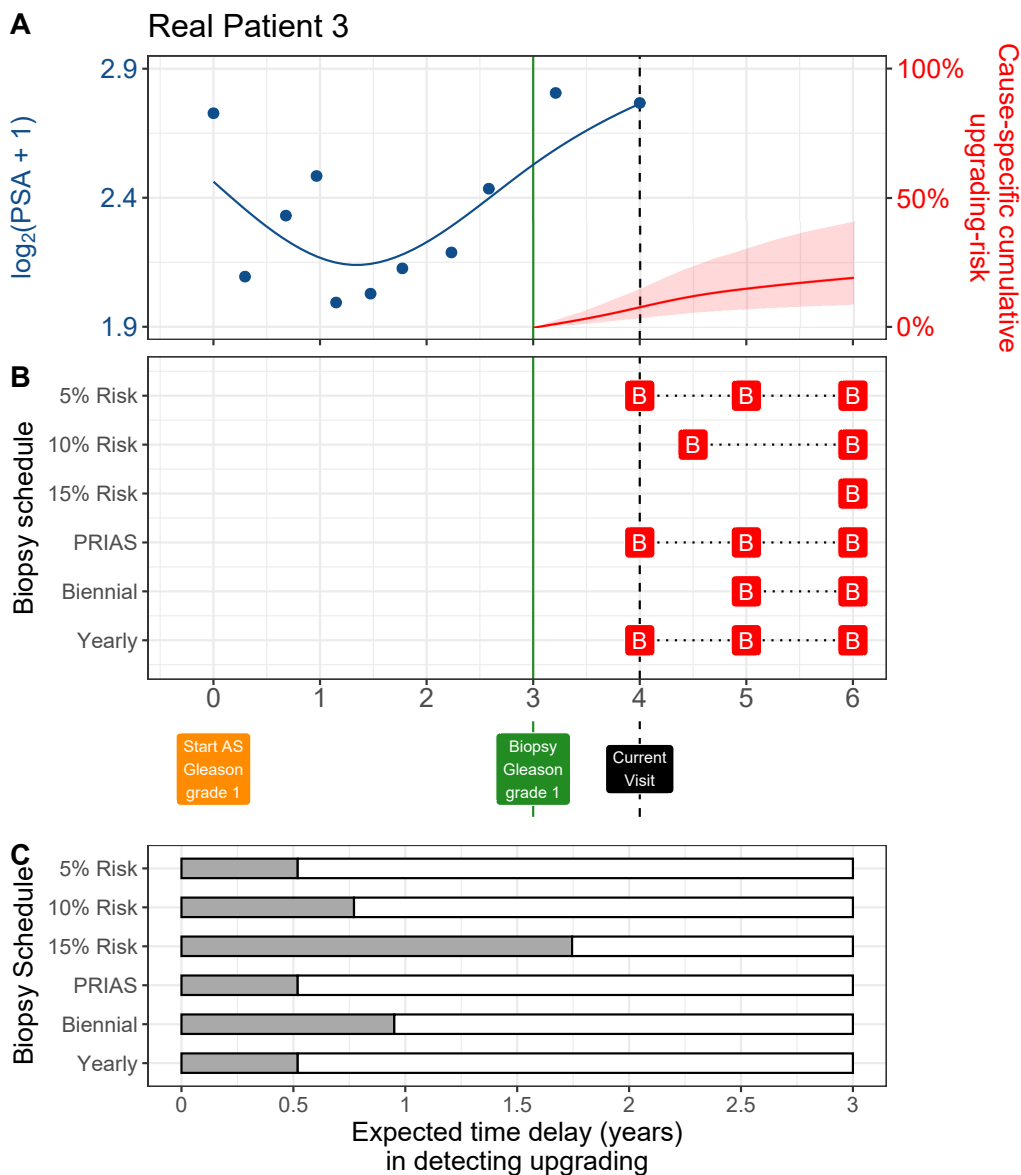 A
Real Patient 3
2.9
2.4
1.9
log2(PSA + 1)
100%
50%
0%
Cause-specific cumulative
upgrading-risk
B
Biopsy schedule
5% Risk
B B B
10% Risk
B B
15% Risk
B
PRIAS
B B B
Biennial
B B
Yearly
B B B
0 1 2 3 4 5 6
Start AS
Gleason
grade 1
Biopsy
Gleason
grade 1
Current
Visit
C
Biopsy Schedule
5% Risk
10% Risk
15% Risk
PRIAS
Biennial
Yearly
0 0.5 1 1.5 2 2.5 3
Expected time delay (years)
in detecting upgrading